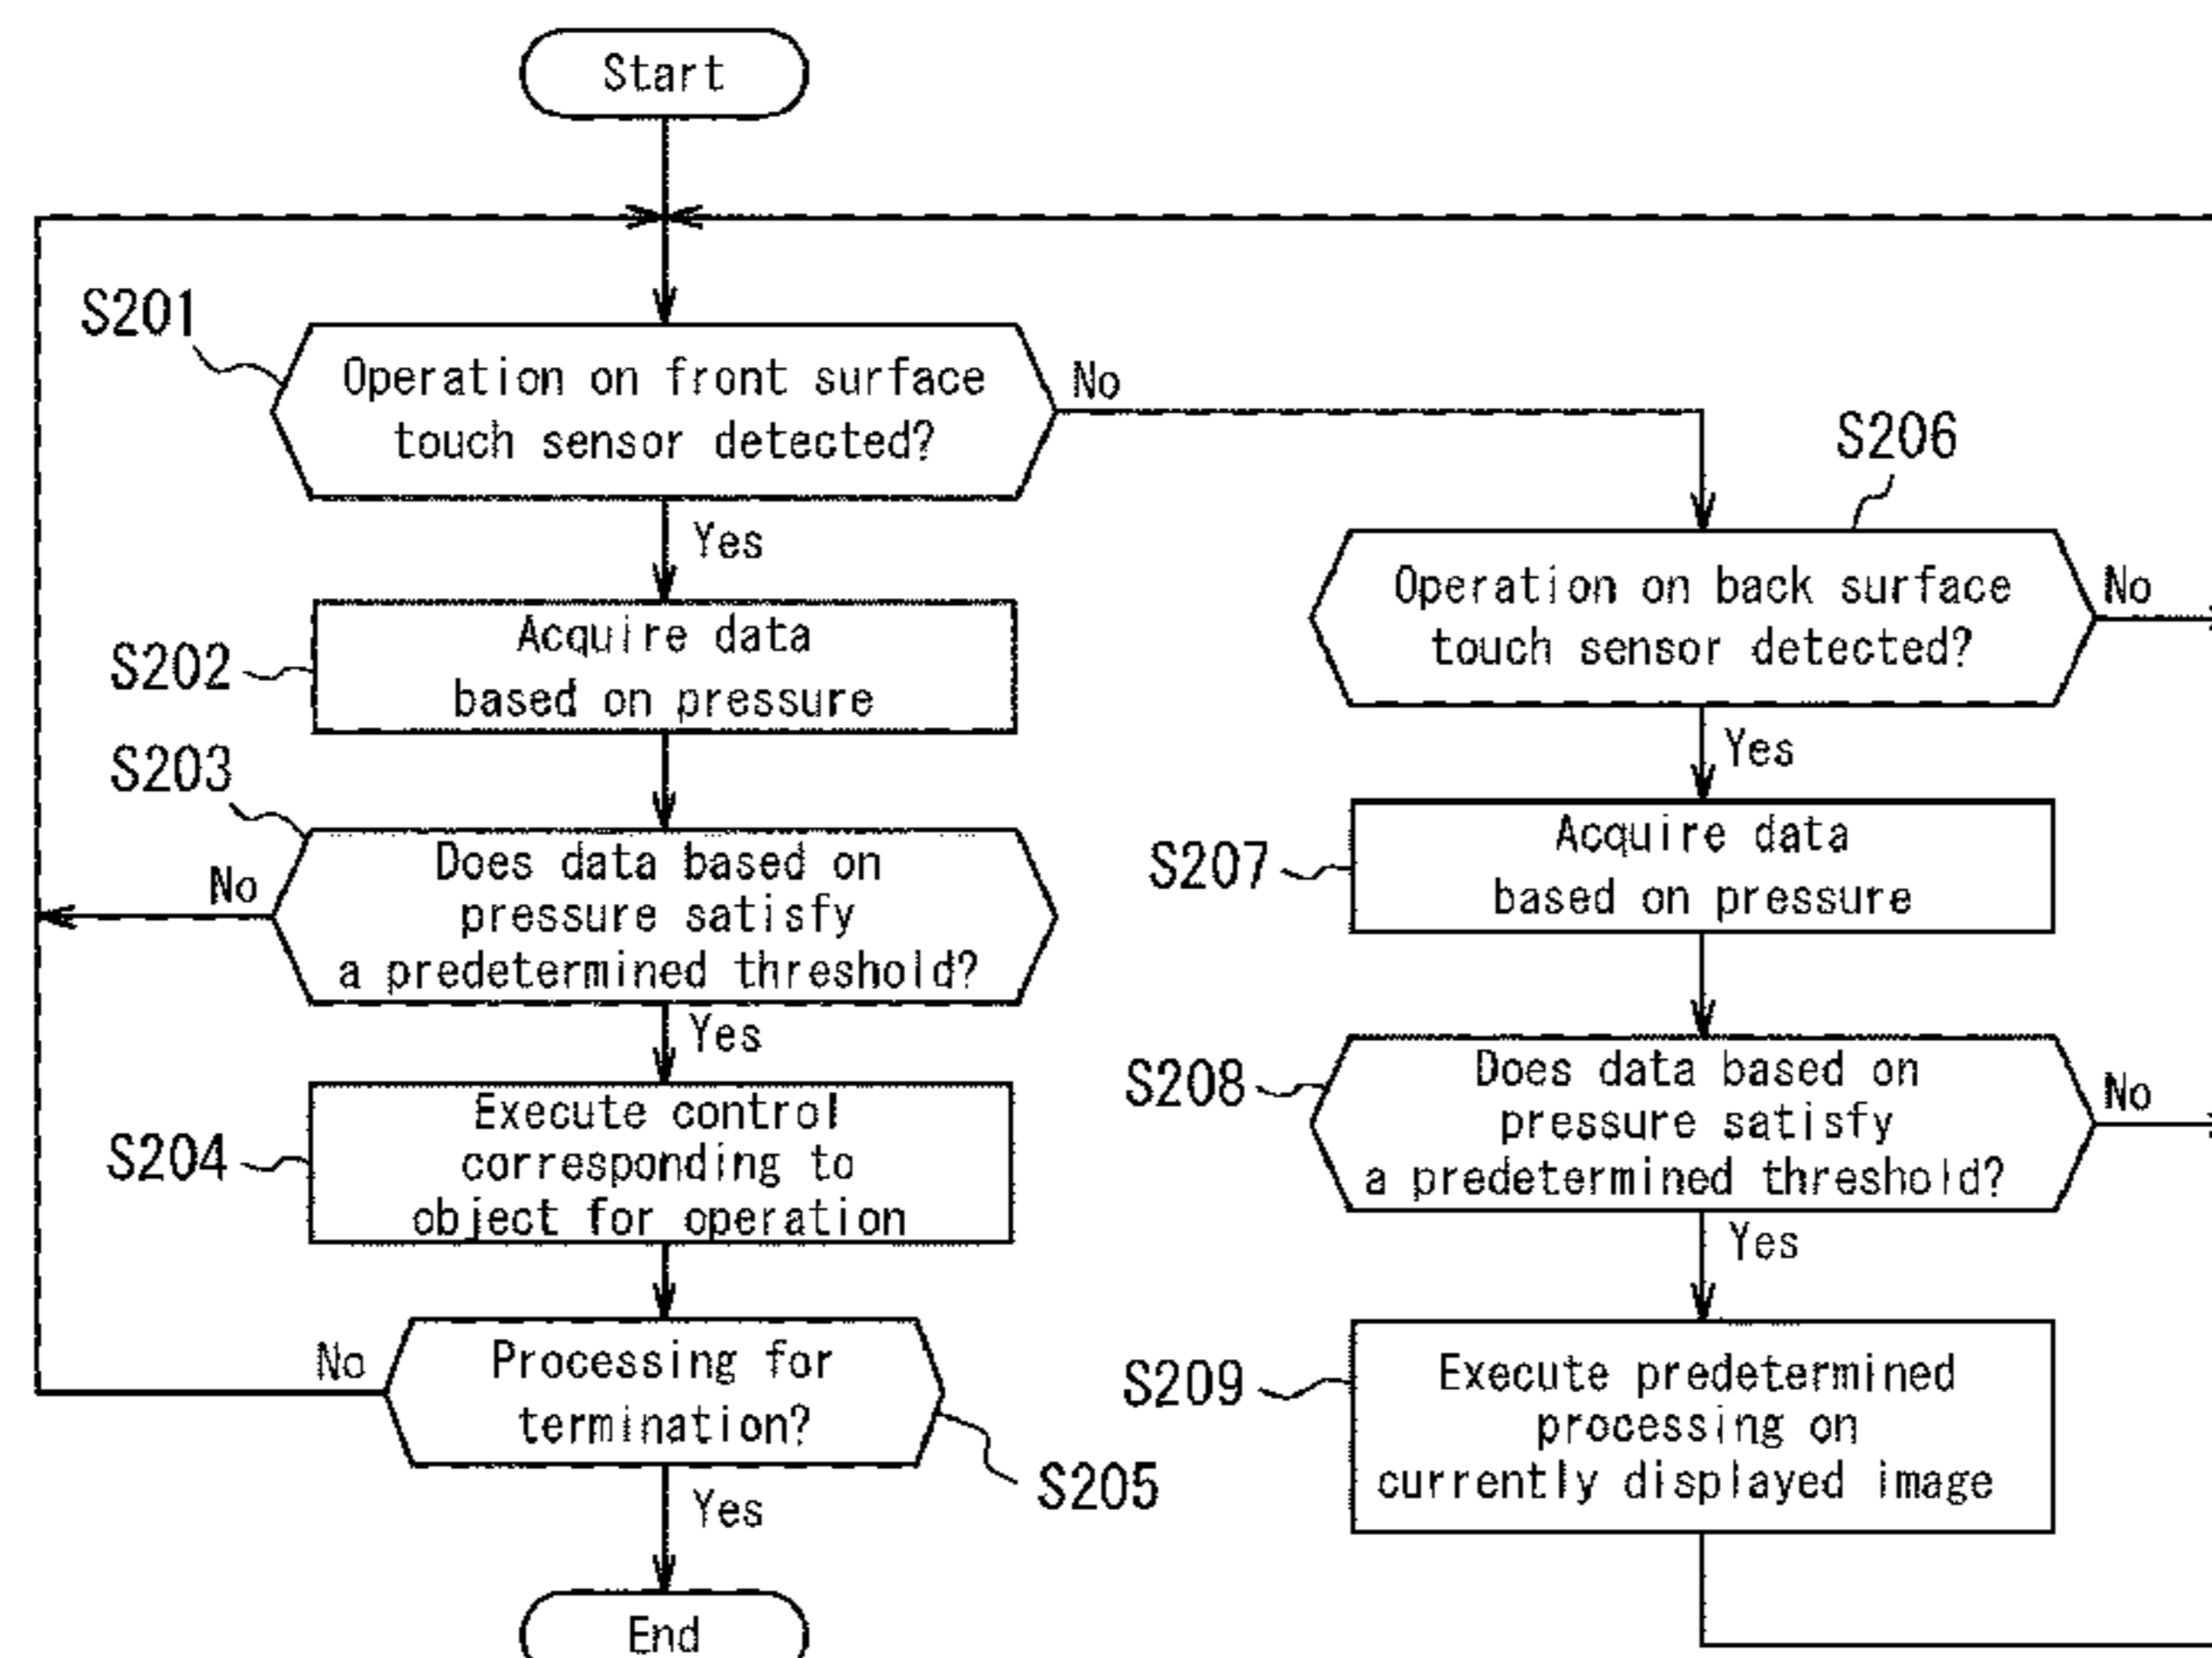 Start
S201
Operation on front surface
touch sensor detected?
No
Yes
S202
Acquire data
based on pressure
S203
Does data based on
pressure satisfy
a predetermined threshold?
No
Yes
S204
Execute control
corresponding to
object for operation
Processing for
termination?
No
S205
Yes
End
S206
Operation on back surface
touch sensor detected?
No
Yes
S207
Acquire data
based on pressure
S208
Does data based on
pressure satisfy
a predetermined threshold?
No
Yes
S209
Execute predetermined
processing on
currently displayed image